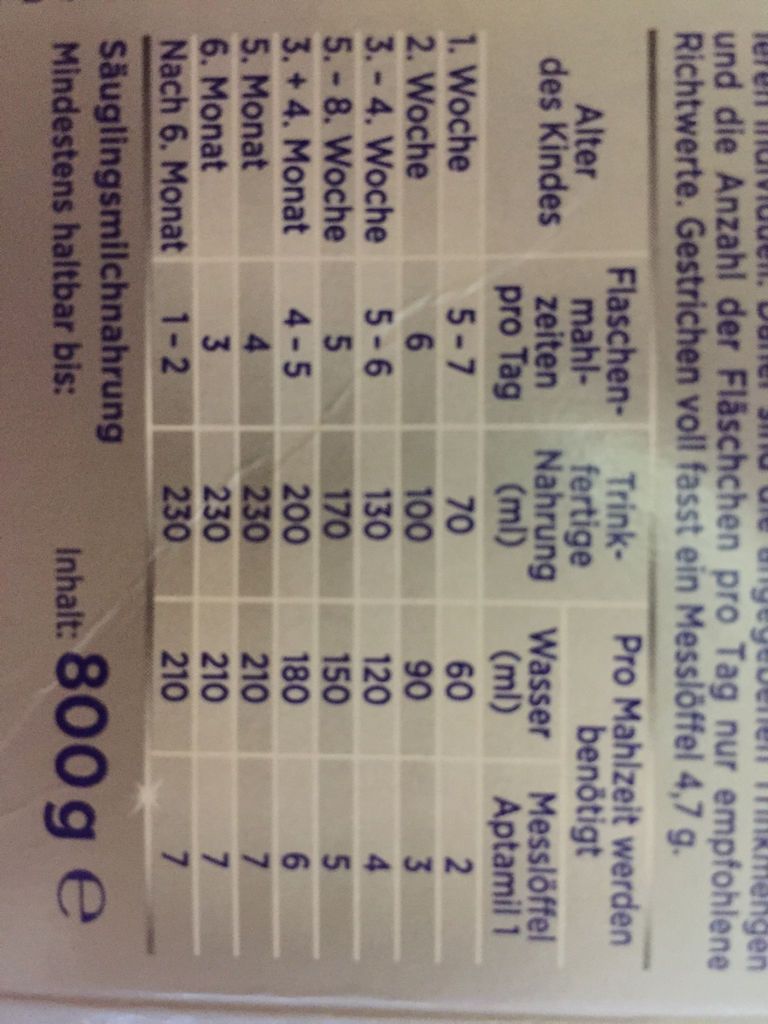 und die Anzahl der Fläschchen pro Tag nur empfohlene
Richtwerte. Gestrichen voll fasst ein Messlöffel 4,7 g.
Alter des Kindes
Flaschen-
mahl-
zeiten
pro Tag
Trink-
fertige
Nahrung
(ml)
Pro Mahlzeit werden
benötigt
Wasser
(ml)
Messlöffel
Aptamil 1
1. Woche 5 - 7 70 60 2
2. Woche 6 100 90 3
3. - 4. Woche 5 - 6 130 120 4
5. - 8. Woche 5 170 150 5
3. + 4. Monat 4 - 5 200 180 6
5. Monat 4 230 210 7
6. Monat 3 230 210 7
Nach 6. Monat 1 - 2 230 210 7
Säuglingsmilchnahrung
Mindestens haltbar bis: Inhalt: 800 g ℮